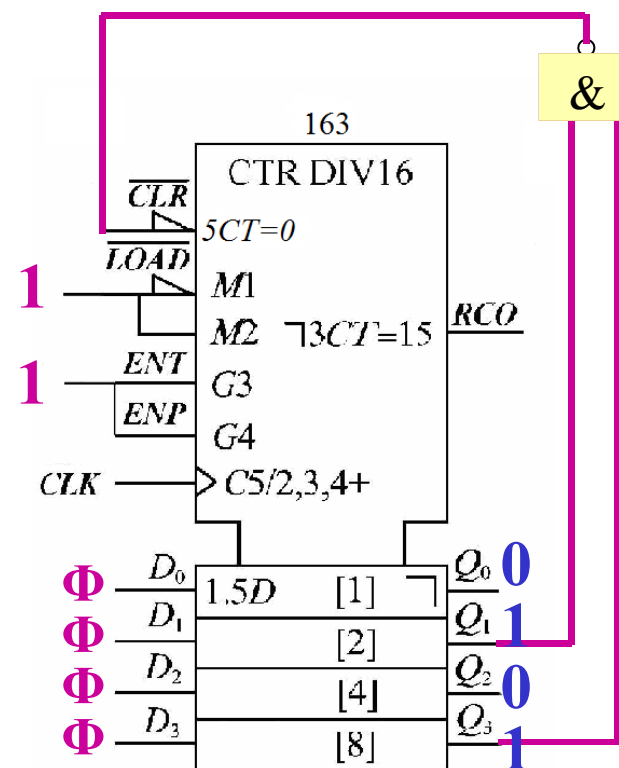 &
163
CTR DIV16
CLR
5CT=0
LOAD
1
M1
M2
¬3CT=15
RCO
ENT
1
G3
ENP
G4
CLK
C5/2,3,4+
Φ
D₀
1.5D
[1]
¬
Q₀
0
Φ
D₁
[2]
Q₁
1
Φ
D₂
[4]
Q₂
0
Φ
D₃
[8]
Q₃
1